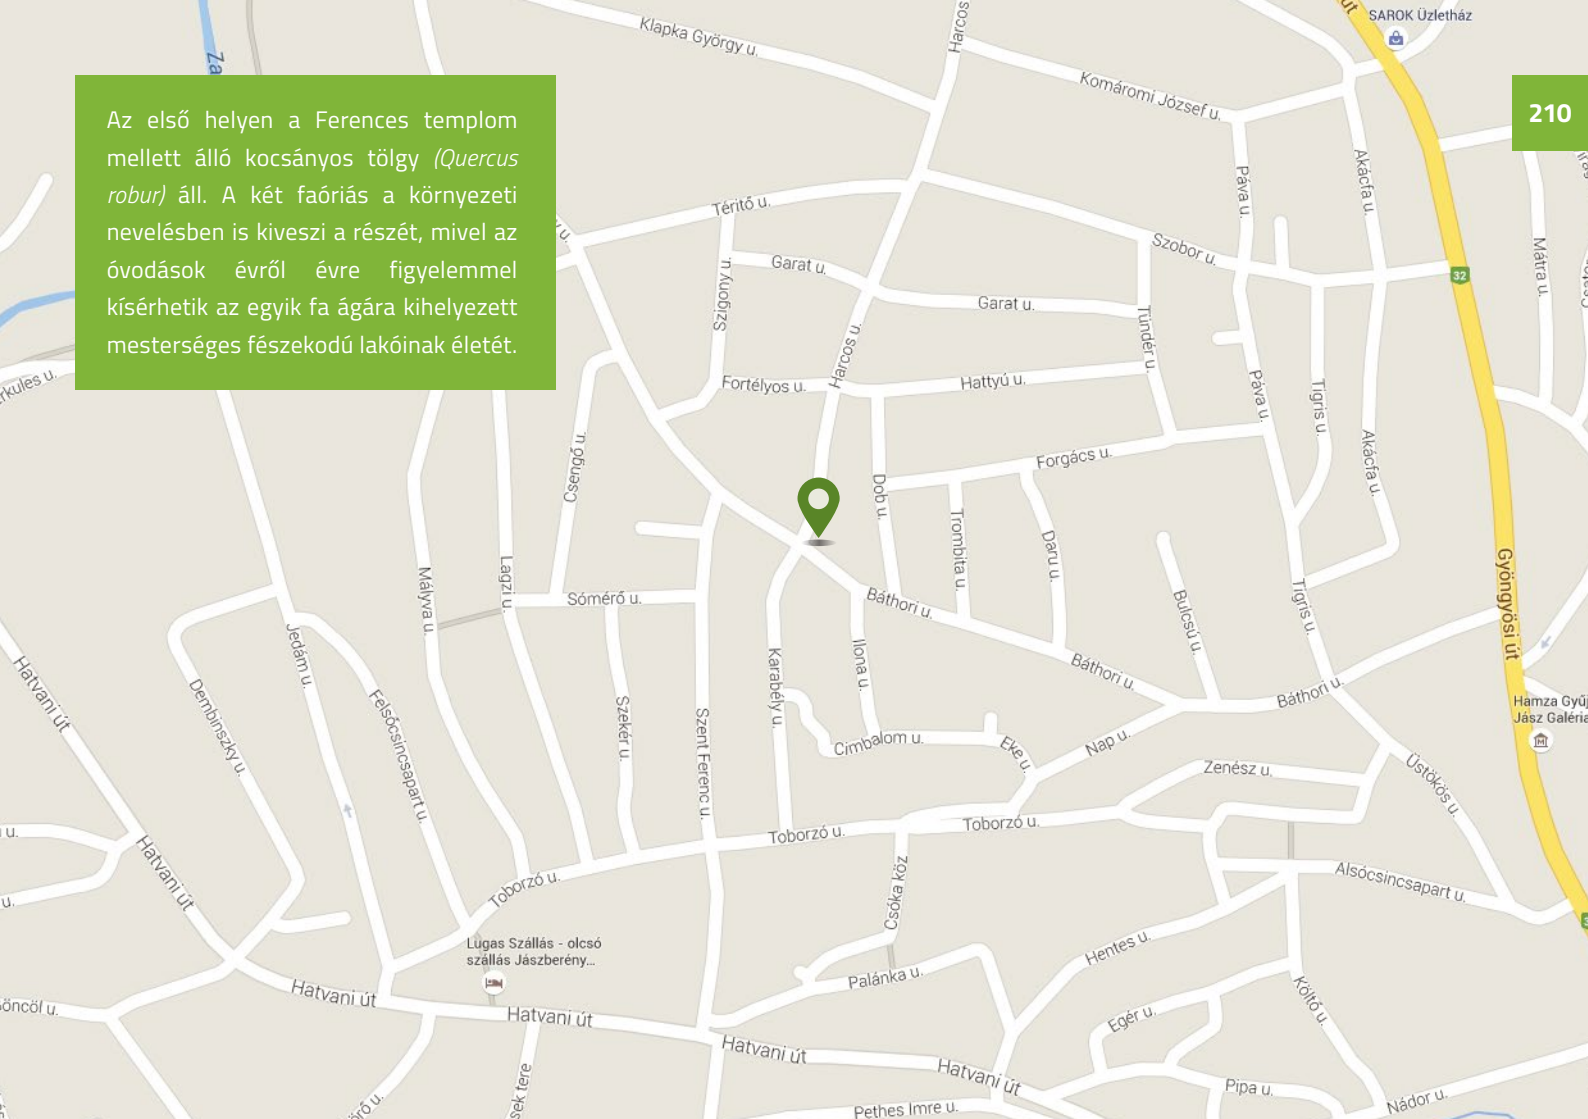 Az első helyen a Ferences templom
mellett álló kocsányos tölgy (Quercus
robur) áll. A két faóriás a környezeti
nevelésben is kiveszi a részét, mivel az
óvodások évről évre figyelemmel
kísérhetik az egyik fa ágára kihelyezett
mesterséges fészekodú lakóinak életét.
210
SAROK Üzletház
Klapka György u.
Harcos
Komáromi József u.
Páva u.
Akácfa u.
Mátra u.
Térítő u.
Szobor u.
32
Szigony u.
Garat u.
Garat u.
Harcos u.
Tündér u.
Fortélyos u.
Hattyú u.
Páva u.
Tigris u.
Akácfa u.
Csengő u.
Forgács u.
Dob u.
Trombita u.
Daru u.
Gyöngyösi út
Mályva u.
Lagzi u.
Sómérő u.
Báthori u.
Tigris u.
Bulcsú u.
Jedám u.
Ilona u.
Karabély u.
Báthori u.
Báthori u.
Hatvani út
Dembinszky u.
Felsőcsincsapart u.
Szekér u.
Szent Ferenc u.
Cimbalom u.
Eke u.
Nap u.
Zenész u.
Üstökös u.
Hamza Gyűj
Jász Galéria
Toborzó u.
Toborzó u.
Hatvani út
Toborzó u.
Csóka köz
Alsócsincsapart u.
Lugas Szállás - olcsó
szállás Jászberény...
Hentes u.
Palánka u.
Költő u.
Hatvani út
Hatvani út
Egér u.
Hatvani út
Hatvani út
Pipa u.
Nádor u.
Pethes Imre u.